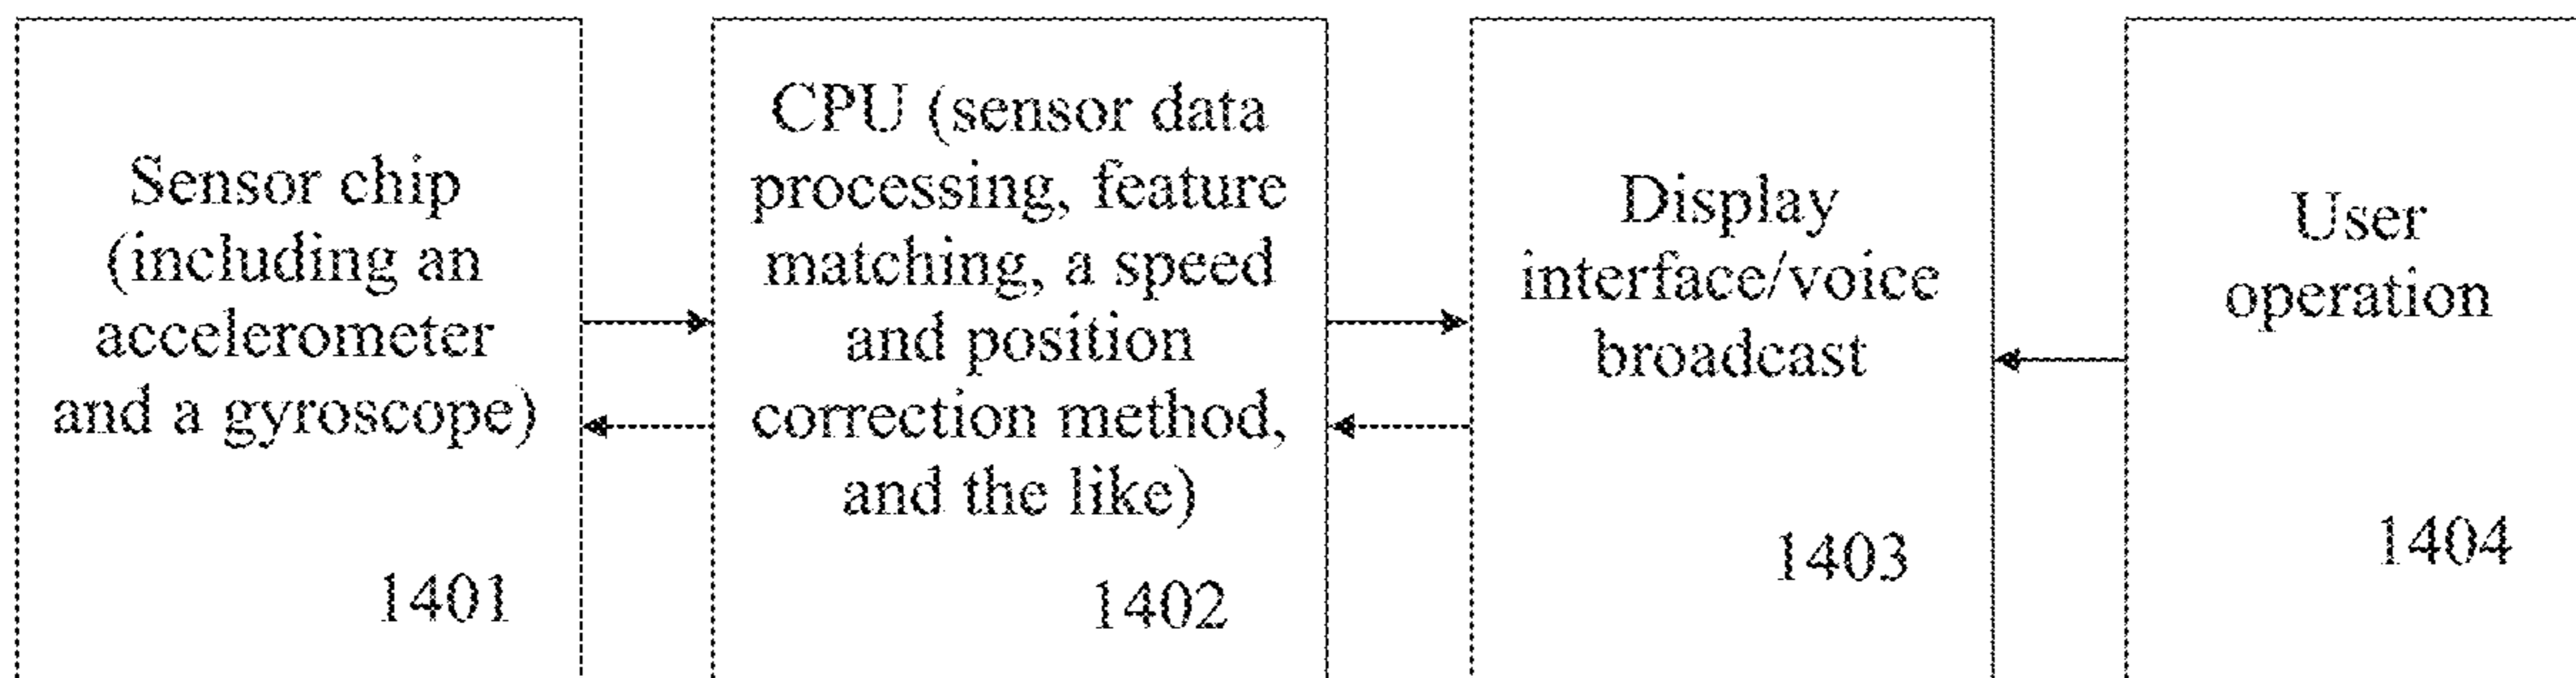 Sensor chip
(including an
accelerometer
and a gyroscope)
1401
CPU (sensor data
processing, feature
matching, a speed
and position
correction method,
and the like)
1402
Display
interface/voice
broadcast
1403
User
operation
1404